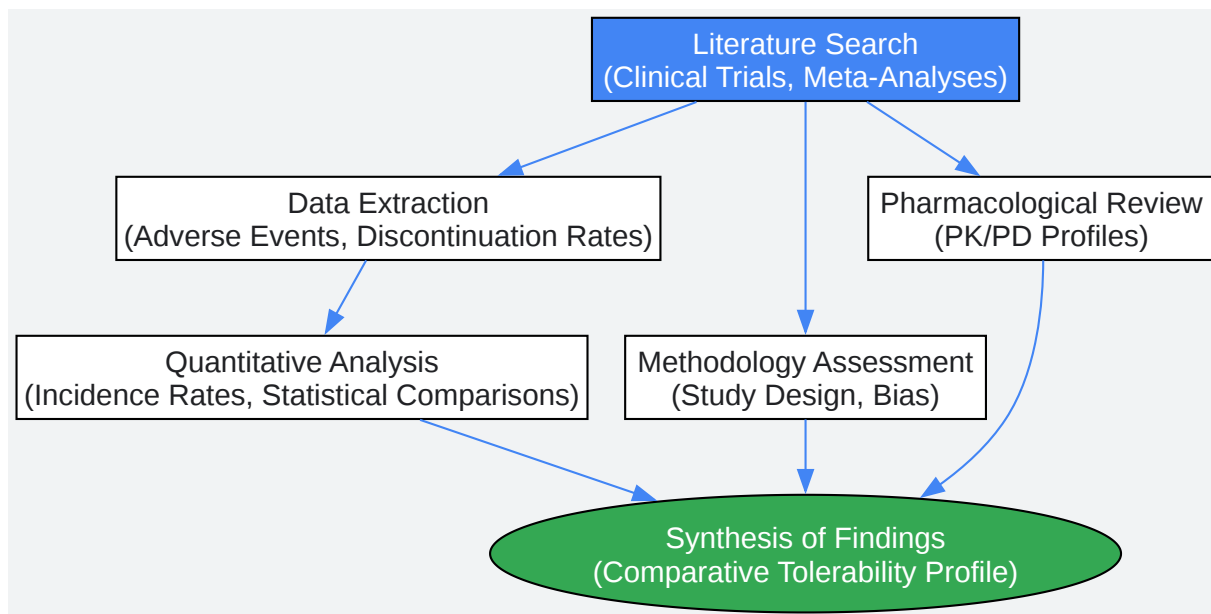 Literature Search
(Clinical Trials, Meta-Analyses)
Data Extraction
(Adverse Events, Discontinuation Rates)
Pharmacological Review
(PK/PD Profiles)
Quantitative Analysis
(Incidence Rates, Statistical Comparisons)
Methodology Assessment
(Study Design, Bias)
Synthesis of Findings
(Comparative Tolerability Profile)